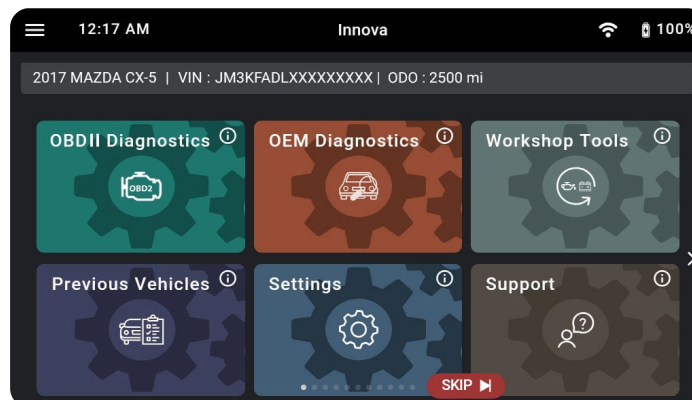 12:17 AM Innova 100%
2017 MAZDA CX-5 | VIN : JM3KFADLXXXXXXXXX | ODO : 2500 mi
OBDII Diagnostics OEM Diagnostics Workshop Tools
OBD2
Previous Vehicles Settings Support
SKIP